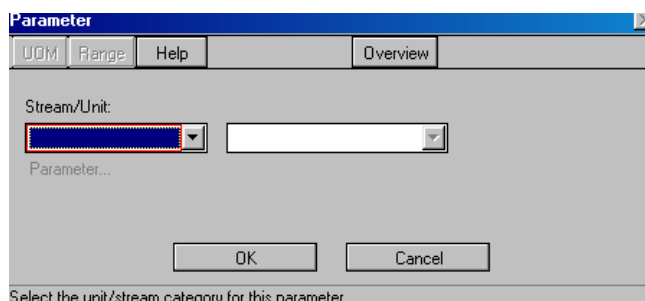 Parameter
UOM Range Help Overview
Stream/Unit:
Parameter...
OK Cancel
Select the unit/stream category for this parameter